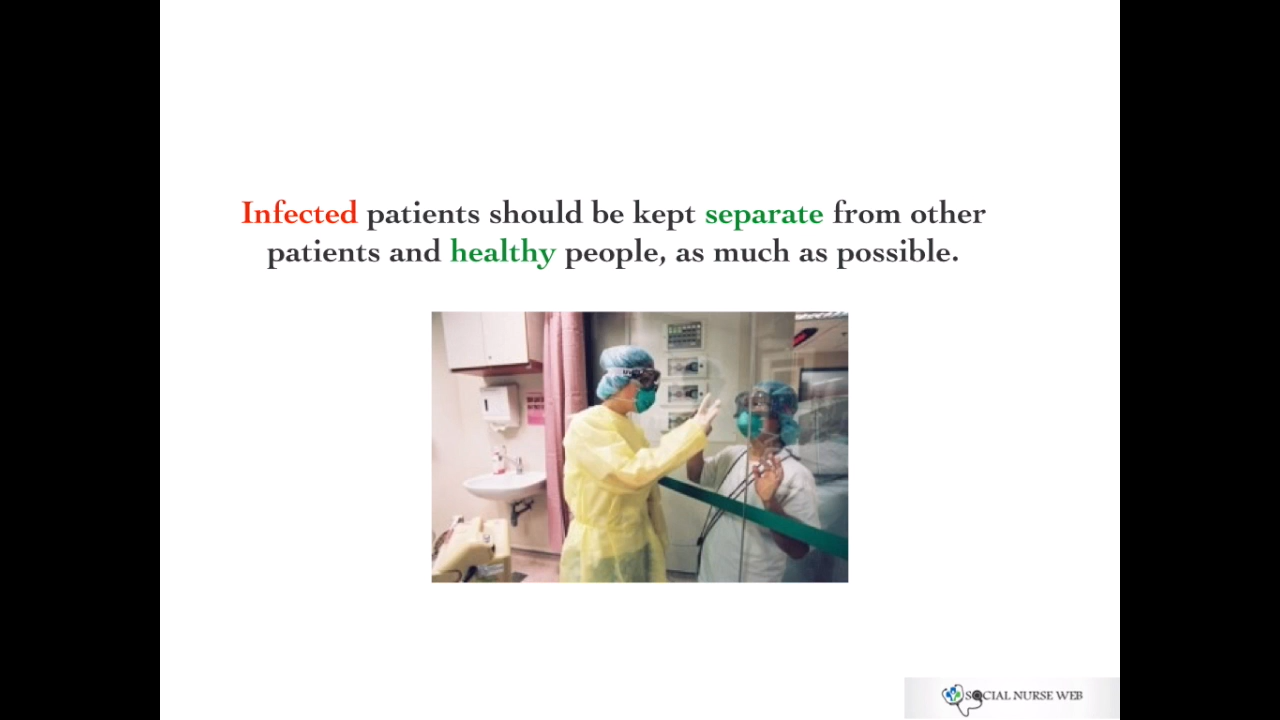 Infected patients should be kept separate from other
patients and healthy people, as much as possible.
SOCIAL NURSE WEB